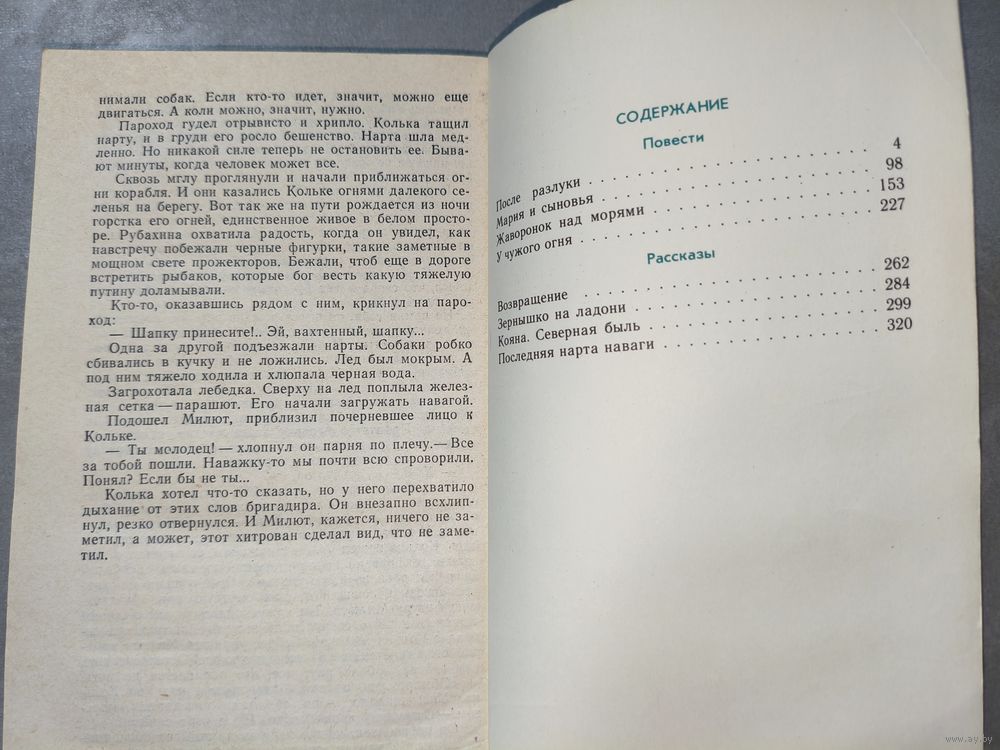 нимали собак. Если кто-то идет, значит, можно еще
двигаться. А коли можно, значит, нужно.
Пароход гудел отрывисто и хрипло. Колька тащил
нарту, и в груди его росло бешенство. Нарта шла мед-
ленно. Но никакой силе теперь не остановить ее. Быва-
ют минуты, когда человек может все.
Сквозь мглу проглянули и начали приближаться ог-
ни корабля. И они казались Кольке огнями далекого се-
ленья на берегу. Вот так же на пути рождается из ночи
горстка его огней, единственное живое в белом просто-
ре. Рубахина охватила радость, когда он увидел, как
навстречу побежали черные фигурки, такие заметные в
мощном свете прожекторов. Бежали, чтоб еще в дороге
встретить рыбаков, которые бог весть какую тяжелую
путину доламывали.
Кто-то, оказавшись рядом с ним, крикнул на паро-
ход:
— Шапку принесите!.. Эй, вахтенный, шапку...
Одна за другой подъезжали нарты. Собаки робко
сбивались в кучку и не ложились. Лед был мокрым. А
под ним тяжело ходила и хлюпала черная вода.
Загрохотала лебедка. Сверху на лед поплыла желез-
ная сетка — парашют. Его начали загружать навагой.
Подошел Милют, приблизил почерневшее лицо к
Кольке.
— Ты молодец! — хлопнул он парня по плечу.— Все
за тобой пошли. Наважку-то мы почти всю спроворили.
Понял? Если бы не ты...
Колька хотел что-то сказать, но у него перехватило
дыхание от этих слов бригадира. Он внезапно всхлип-
нул, резко отвернулся. И Милют, кажется, ничего не за-
метил, а может, этот хитрован сделал вид, что не заме-
тил.
СОДЕРЖАНИЕ
Повести
После разлуки . . . . . . . . . . . . . . . . 4
Мария и сыновья . . . . . . . . . . . . . . 98
Жаворонок над морями . . . . . . . . . . . 153
У чужого огня . . . . . . . . . . . . . . . 227
Рассказы
Возвращение . . . . . . . . . . . . . . . . 262
Зернышко на ладони . . . . . . . . . . . . 284
Кояна. Северная быль . . . . . . . . . . . 299
Последняя нарта наваги . . . . . . . . . . 320
www.ay.by